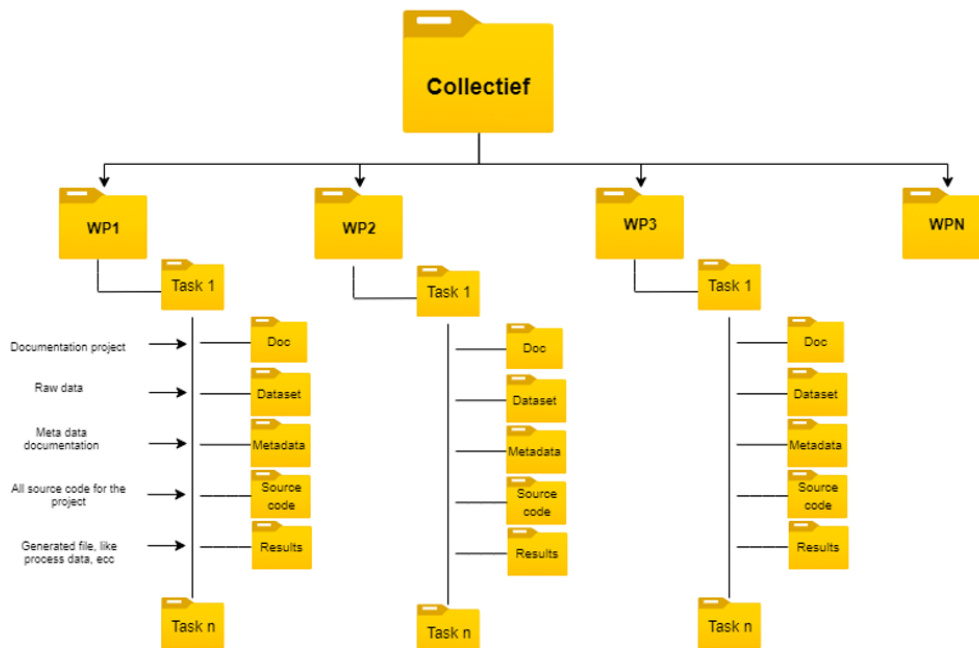 Collectief
WP1
WP2
WP3
WPN
Task 1
Task 1
Task 1
Documentation project
Doc
Doc
Doc
Raw data
Dataset
Dataset
Dataset
Meta data
documentation
Metadata
Metadata
Metadata
All source code for the
project
Source
code
Source
code
Source
code
Generated file, like
process data, ecc
Results
Results
Results
Task n
Task n
Task n